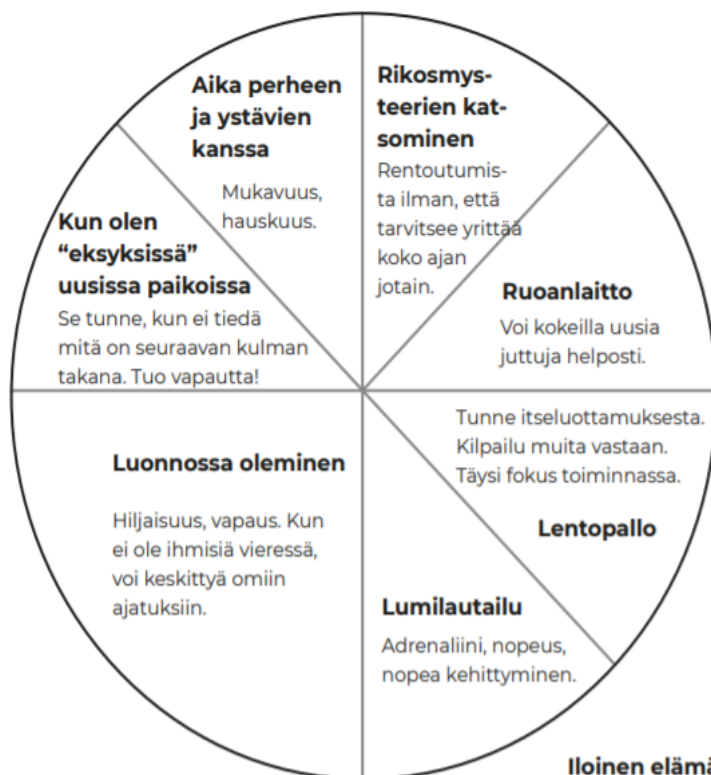 Aika perheen
ja ystävien
kanssa
Mukavuus,
hauskuus.
Rikosmys-
teerien kat-
sominen
Rentoutumis-
ta ilman, että
tarvitsee yrittää
koko ajan
jotain.
Kun olen
“eksyksissä”
uusissa paikoissa
Se tunne, kun ei tiedä
mitä on seuraavan kulman
takana. Tuo vapautta!
Ruoanlaitto
Voi kokeilla uusia
juttuja helposti.
Tunne itseluottamuksesta.
Kilpailu muita vastaan.
Täysi fokus toiminnassa.
Lentopallo
Luonnossa oleminen
Hiljaisuus, vapaus. Kun
ei ole ihmisiä vieressä,
voi keskittyä omiin
ajatuksiin.
Lumilautailu
Adrenaliini, nopeus,
nopea kehittyminen.
Iloinen elämä